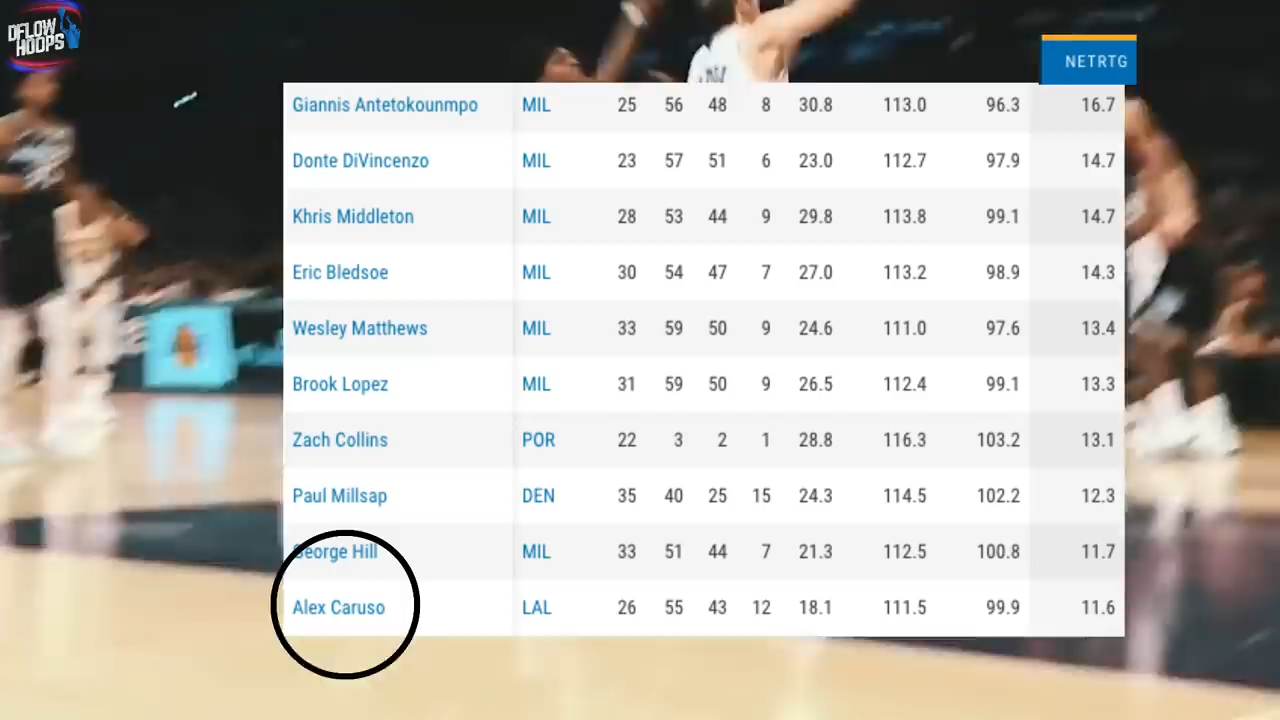 DFLOW
HOOPS
NETRTG
Giannis Antetokounmpo MIL 25 56 48 8 30.8 113.0 96.3 16.7
Donte DiVincenzo MIL 23 57 51 6 23.0 112.7 97.9 14.7
Khris Middleton MIL 28 53 44 9 29.8 113.8 99.1 14.7
Eric Bledsoe MIL 30 54 47 7 27.0 113.2 98.9 14.3
Wesley Matthews MIL 33 59 50 9 24.6 111.0 97.6 13.4
Brook Lopez MIL 31 59 50 9 26.5 112.4 99.1 13.3
Zach Collins POR 22 3 2 1 28.8 116.3 103.2 13.1
Paul Millsap DEN 35 40 25 15 24.3 114.5 102.2 12.3
George Hill MIL 33 51 44 7 21.3 112.5 100.8 11.7
Alex Caruso LAL 26 55 43 12 18.1 111.5 99.9 11.6